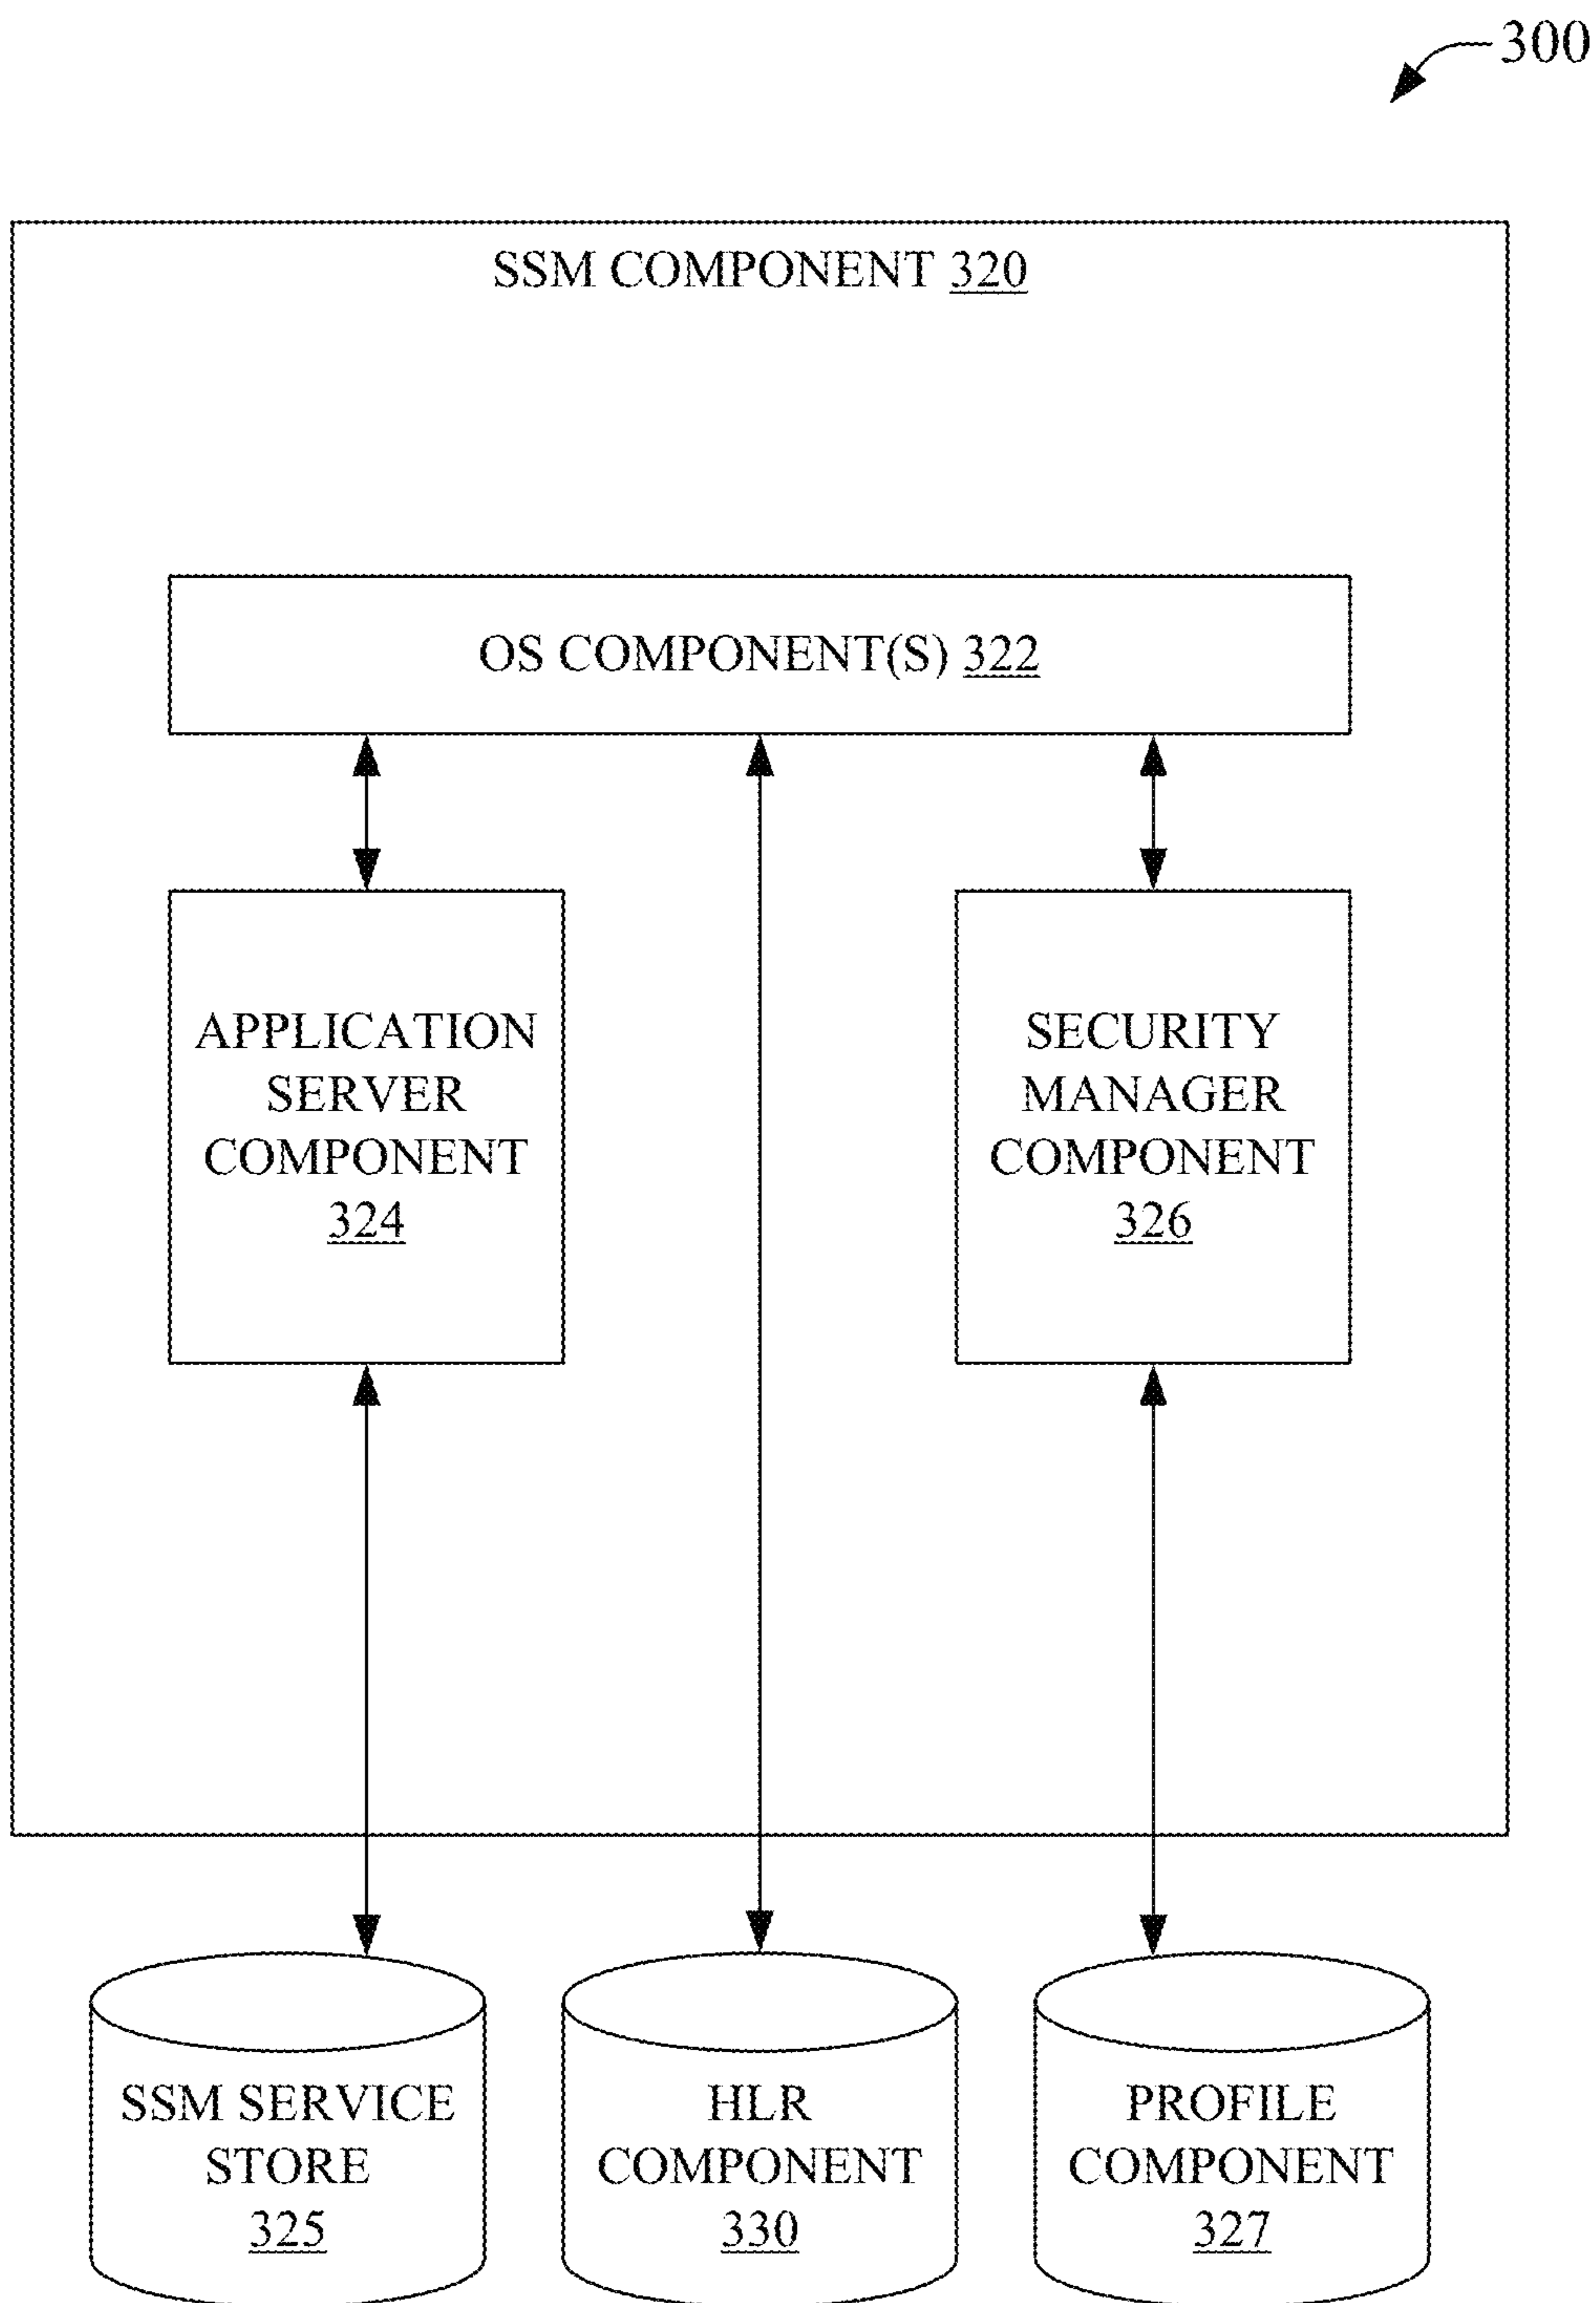 300
SSM COMPONENT 320
OS COMPONENT(S) 322
APPLICATION
SERVER
COMPONENT
324
SECURITY
MANAGER
COMPONENT
326
SSM SERVICE
STORE
325
HLR
COMPONENT
330
PROFILE
COMPONENT
327